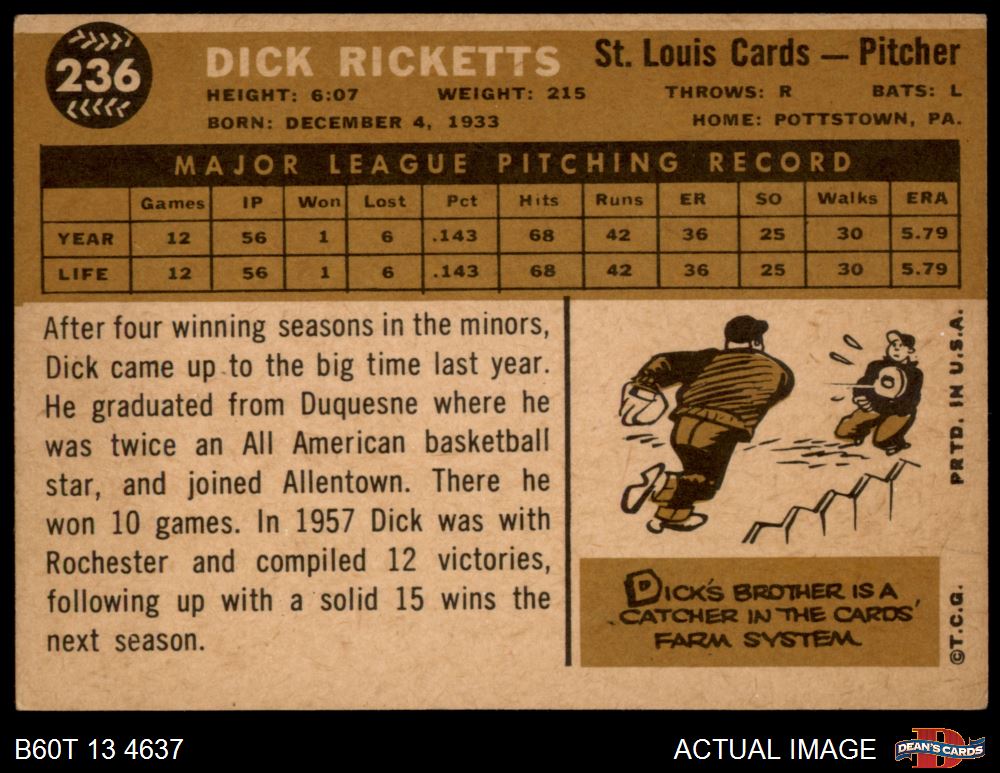 236
DICK RICKETTS
St. Louis Cards — Pitcher
HEIGHT: 6:07 WEIGHT: 215 THROWS: R BATS: L
BORN: DECEMBER 4, 1933 HOME: POTTSTOWN, PA.
MAJOR LEAGUE PITCHING RECORD
Games IP Won Lost Pct Hits Runs ER SO Walks ERA
YEAR 12 56 1 6 .143 68 42 36 25 30 5.79
LIFE 12 56 1 6 .143 68 42 36 25 30 5.79
After four winning seasons in the minors,
Dick came up to the big time last year.
He graduated from Duquesne where he
was twice an All American basketball
star, and joined Allentown. There he
won 10 games. In 1957 Dick was with
Rochester and compiled 12 victories,
following up with a solid 15 wins the
next season.
DICK'S BROTHER IS A
CATCHER IN THE CARDS'
FARM SYSTEM.
©T.C.G. PRTD. IN U.S.A.
B60T 13 4637
ACTUAL IMAGE
D
DEAN'S CARDS